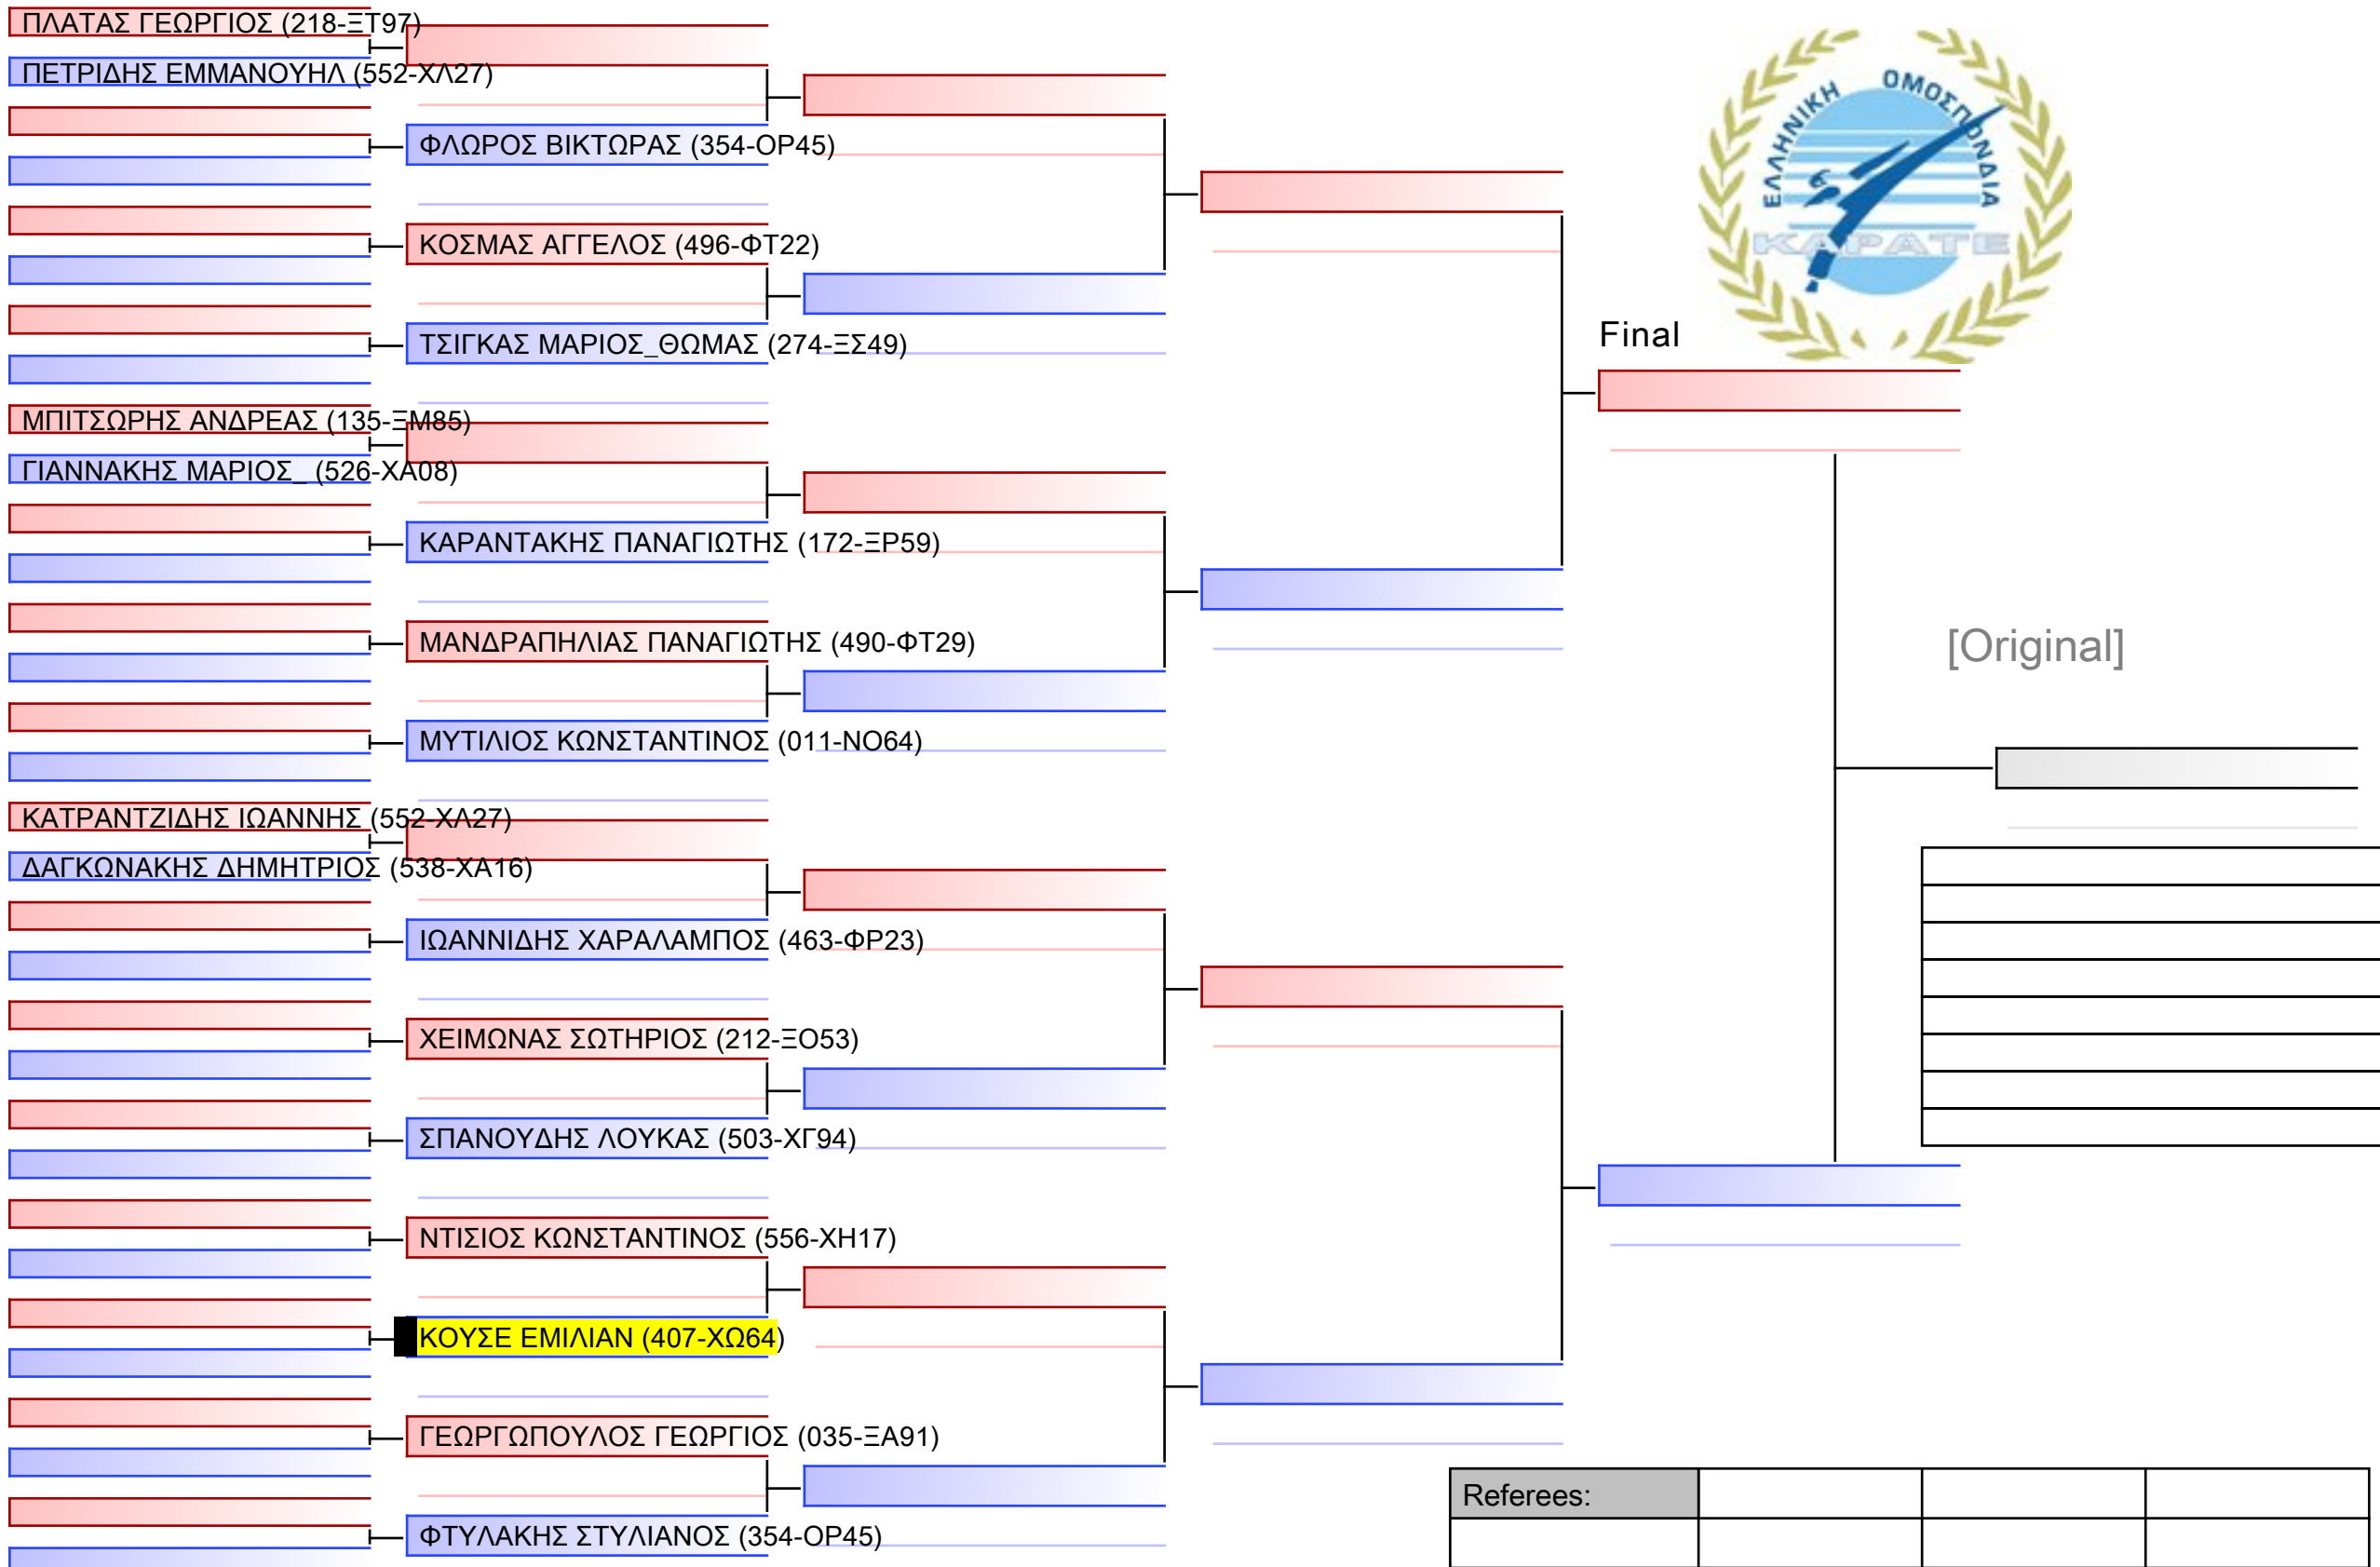 ΠΛΑΤΑΣ ΓΕΩΡΓΙΟΣ (218-ΞΤ97)
ΠΕΤΡΙΔΗΣ ΕΜΜΑΝΟΥΗΛ (552-ΧΛ27)
ΕΛΛΗΝΙΚΗ ΟΜΟΣΠΟΝΔΙΑ
ΚΑΡΑΤΕ
ΦΛΩΡΟΣ ΒΙΚΤΩΡΑΣ (354-ΟΡ45)
ΚΟΣΜΑΣ ΑΓΓΕΛΟΣ (496-ΦΤ22)
ΤΣΙΓΚΑΣ ΜΑΡΙΟΣ_ΘΩΜΑΣ (274-ΞΣ49)
Final
ΜΠΙΤΣΩΡΗΣ ΑΝΔΡΕΑΣ (135-ΞΜ85)
ΓΙΑΝΝΑΚΗΣ ΜΑΡΙΟΣ_ (526-ΧΑ08)
ΚΑΡΑΝΤΑΚΗΣ ΠΑΝΑΓΙΩΤΗΣ (172-ΞΡ59)
ΜΑΝΔΡΑΠΗΛΙΑΣ ΠΑΝΑΓΙΩΤΗΣ (490-ΦΤ29)
[Original]
ΜΥΤΙΛΙΟΣ ΚΩΝΣΤΑΝΤΙΝΟΣ (011-ΝΟ64)
ΚΑΤΡΑΝΤΖΙΔΗΣ ΙΩΑΝΝΗΣ (552-ΧΛ27)
ΔΑΓΚΩΝΑΚΗΣ ΔΗΜΗΤΡΙΟΣ (538-ΧΑ16)
ΙΩΑΝΝΙΔΗΣ ΧΑΡΑΛΑΜΠΟΣ (463-ΦΡ23)
ΧΕΙΜΩΝΑΣ ΣΩΤΗΡΙΟΣ (212-ΞΟ53)
ΣΠΑΝΟΥΔΗΣ ΛΟΥΚΑΣ (503-ΧΓ94)
ΝΤΙΣΙΟΣ ΚΩΝΣΤΑΝΤΙΝΟΣ (556-ΧΗ17)
ΚΟΥΣΕ ΕΜΙΛΙΑΝ (407-ΧΩ64)
ΓΕΩΡΓΩΠΟΥΛΟΣ ΓΕΩΡΓΙΟΣ (035-ΞΑ91)
Referees:
ΦΤΥΛΑΚΗΣ ΣΤΥΛΙΑΝΟΣ (354-ΟΡ45)